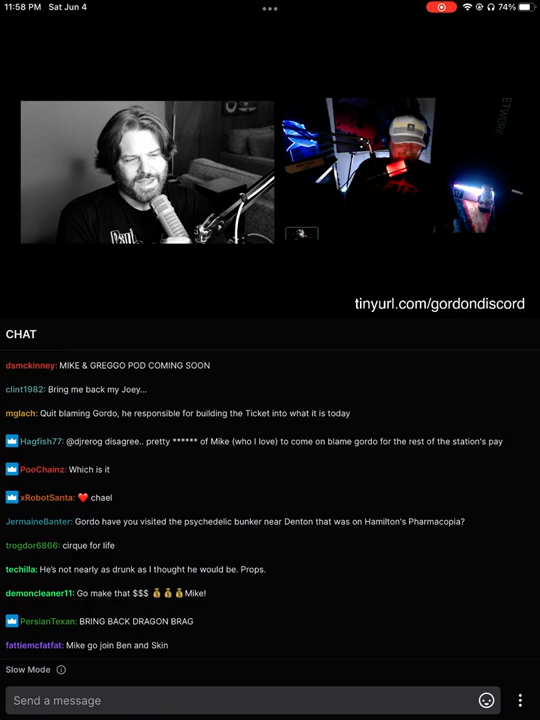 11:58 PM Sat Jun 4
74%
ETWORK
tinyurl.com/gordondiscord
CHAT
dsmckinney: MIKE & GREGGO POD COMING SOON
clint1982: Bring me back my Joey...
mglach: Quit blaming Gordo, he responsible for building the Ticket into what it is today
Hagfish77: @djrerog disagree.. pretty ****** of Mike (who I love) to come on blame gordo for the rest of the station's pay
PooChainz: Which is it
xRobotSanta: ❤️ chael
JermaineBanter: Gordo have you visited the psychedelic bunker near Denton that was on Hamilton's Pharmacopia?
trogdor6866: cirque for life
techilla: He's not nearly as drunk as I thought he would be. Props.
demoncleaner11: Go make that $$$ 💰💰💰Mike!
PersianTexan: BRING BACK DRAGON BRAG
fattiemcfatfat: Mike go join Ben and Skin
Slow Mode
Send a message